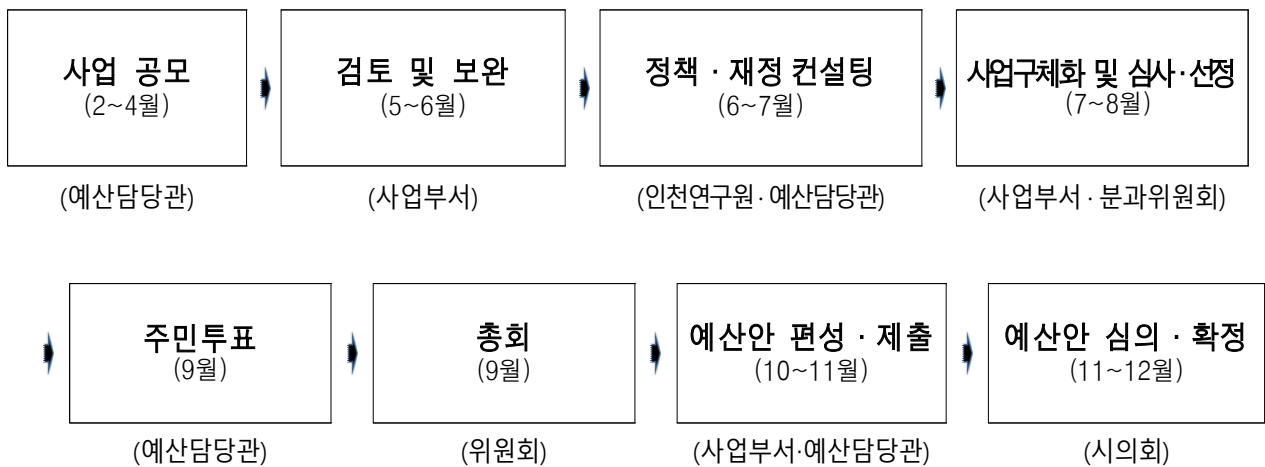 사업 공모
(2~4월)
(예산담당관)
검토 및 보완
(5~6월)
(사업부서)
정책 · 재정 컨설팅
(6~7월)
(인천연구원 · 예산담당관)
사업구체화 및 심사·선정
(7~8월)
(사업부서 · 분과위원회)
주민투표
(9월)
(예산담당관)
총회
(9월)
(위원회)
예산안 편성 · 제출
(10~11월)
(사업부서·예산담당관)
예산안 심의 · 확정
(11~12월)
(시의회)